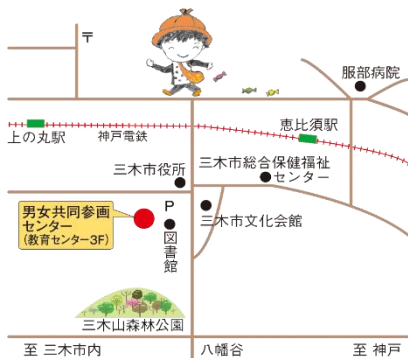 〒
服部病院
上の丸駅
神戸電鉄
恵比須駅
三木市役所
三木市総合保健福祉
センター
男女共同参画
センター
(教育センター3F)
P
図書館
三木市文化会館
三木山森林公園
至 三木市内
八幡谷
至 神戸